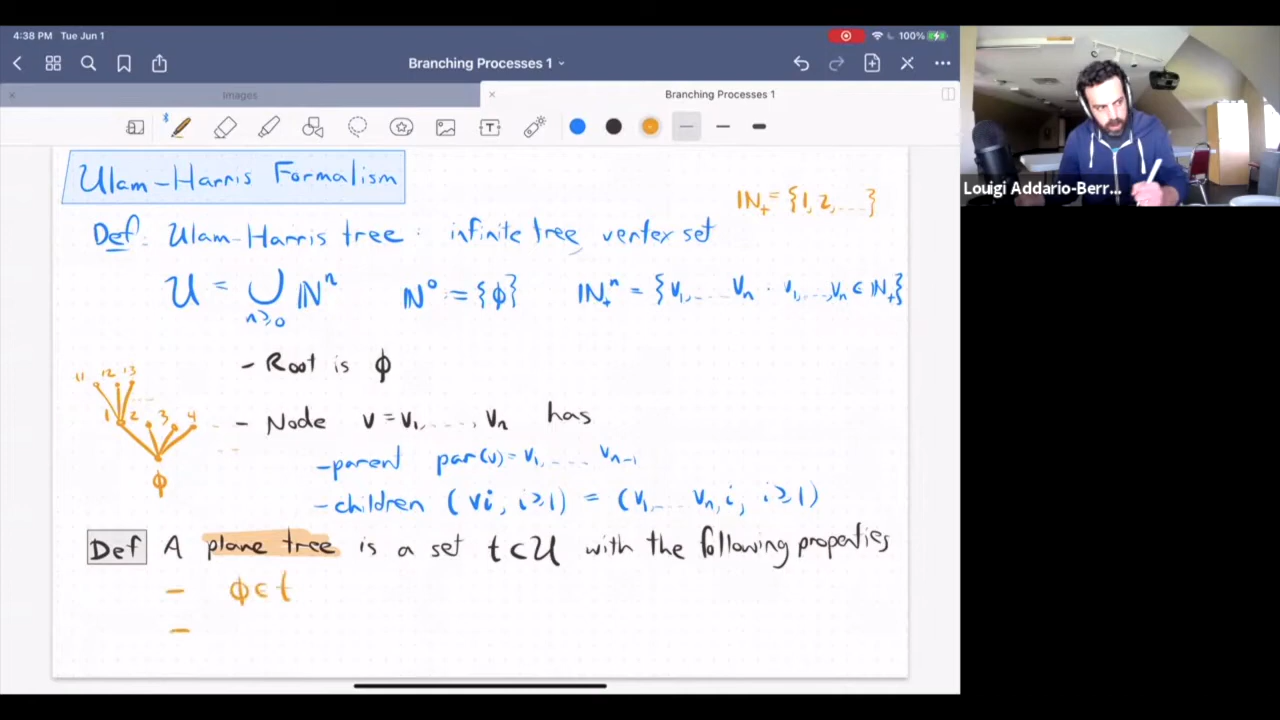 4:38 PM Tue Jun 1
100%
Branching Processes 1
Images
Branching Processes 1
Ulam-Harris Formalism
ℕ₊ = {1, 2, ....}
Def. Ulam-Harris tree: infinite tree, vertex set
U = ⋃_{n≥0} ℕⁿ ℕ⁰ := {ϕ} ℕ₊ⁿ = {v₁, .... vₙ . v₁, ..., vₙ ∈ ℕ₊}
- Root is ϕ
11 12 13
1 2 3 4
ϕ
- Node v = v₁, ...., vₙ has
-parent par(v) = v₁, .... vₙ₋₁
-children (vi, i≥1) = (v₁, ... vₙ, i, i≥1)
Def A plane tree is a set t ⊂ U with the following properties
- ϕ ∈ t
-
Louigi Addario-Berr...